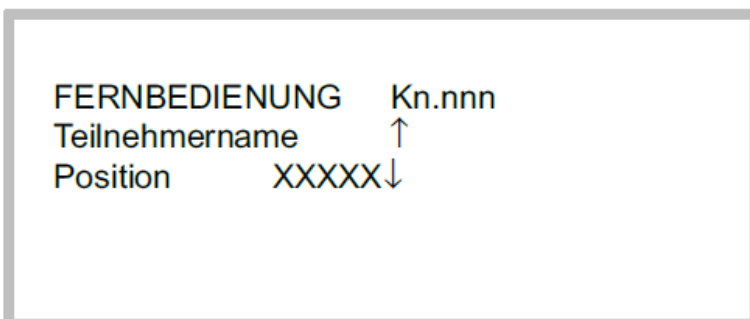 FERNBEDIENUNG Kn.nnn
Teilnehmername ↑
Position XXXXX↓